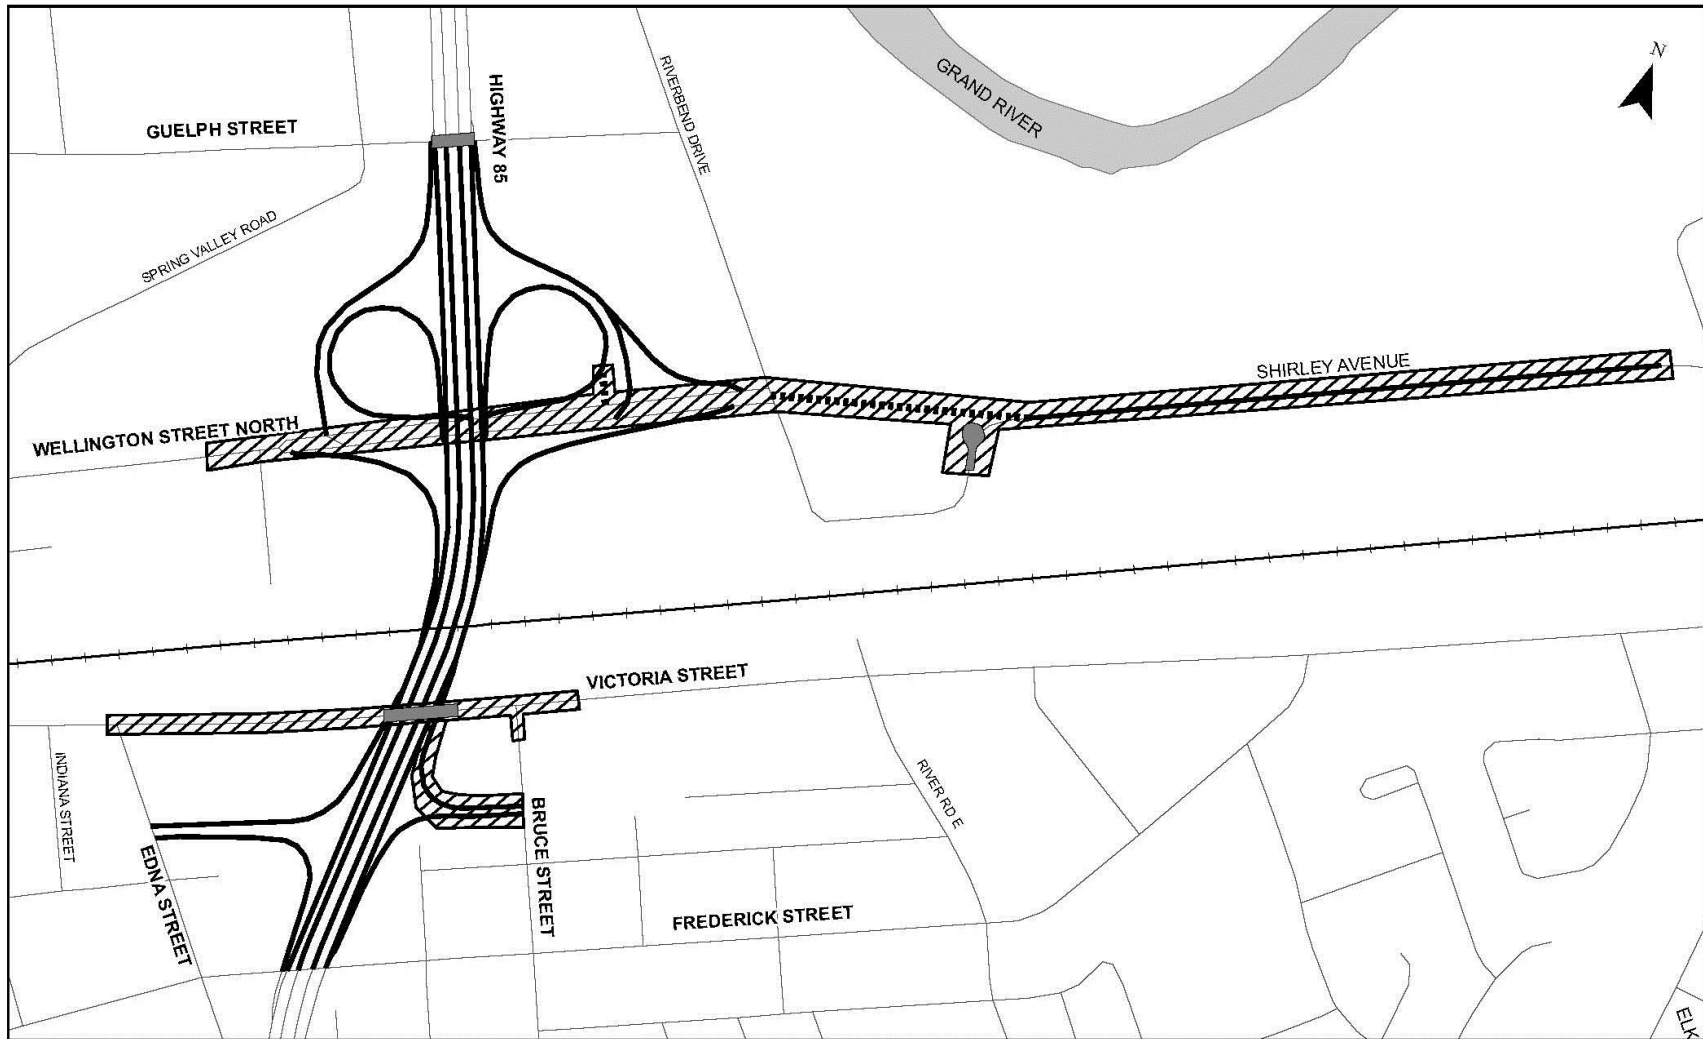 N
RIVERBEND DRIVE
GRAND RIVER
HIGHWAY 85
GUELPH STREET
SPRING VALLEY ROAD
SHIRLEY AVENUE
WELLINGTON STREET NORTH
VICTORIA STREET
INDIANA STREET
RIVER RD E
BRUCE STREET
EDNA STREET
FREDERICK STREET
ELK